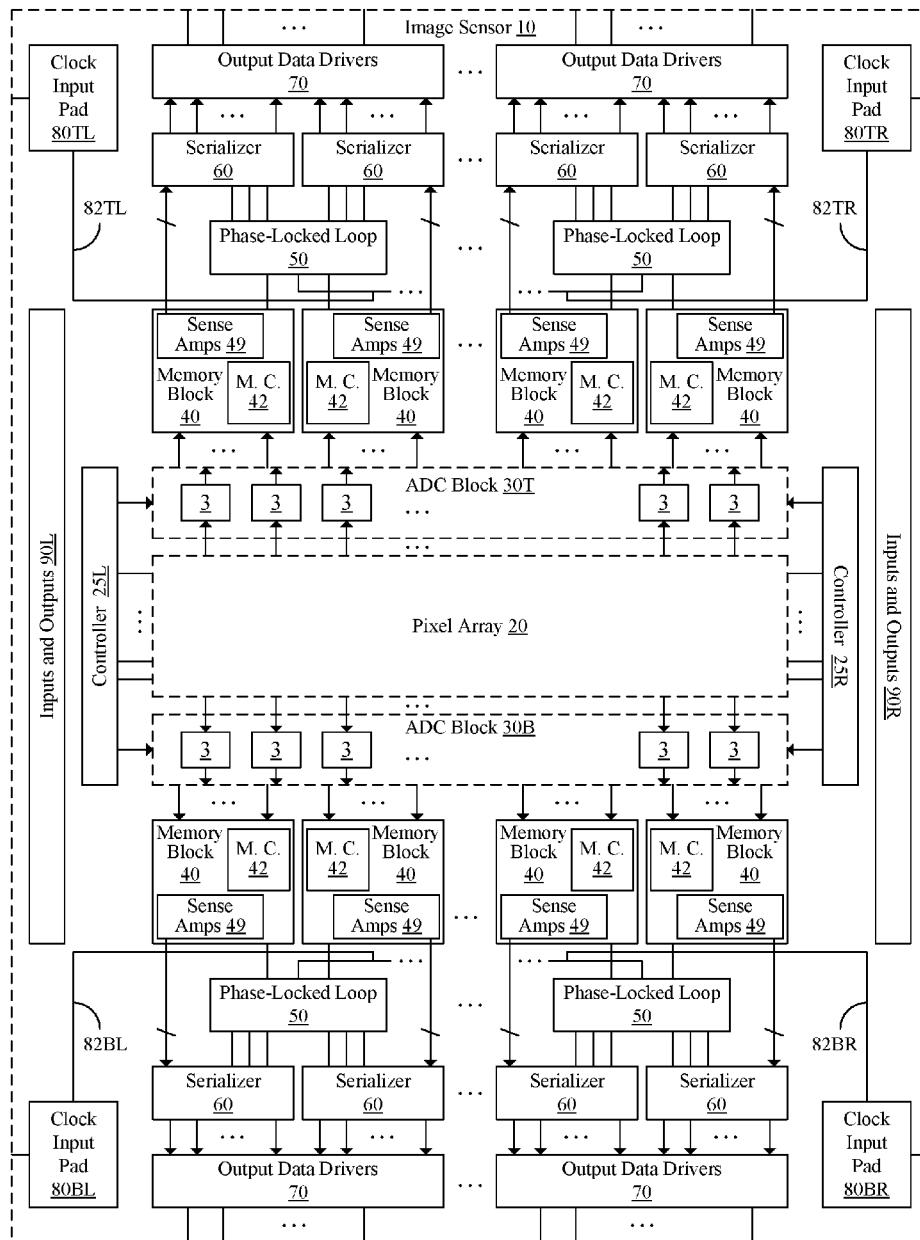 Image Sensor 10
Clock
Input
Pad
80TL
Output Data Drivers
70
Output Data Drivers
70
Clock
Input
Pad
80TR
Serializer
60
Serializer
60
Serializer
60
Serializer
60
82TL
82TR
Phase-Locked Loop
50
Phase-Locked Loop
50
Sense
Amps 49
Sense
Amps 49
Sense
Amps 49
Sense
Amps 49
Memory
Block
40
M. C.
42
M. C.
42
Memory
Block
40
Memory
Block
40
M. C.
42
M. C.
42
Memory
Block
40
ADC Block 30T
3
3
3
3
3
Inputs and Outputs 90L
Controller 25L
Pixel Array 20
Controller 25R
Inputs and Outputs 90R
ADC Block 30B
3
3
3
3
3
Memory
Block
40
M. C.
42
M. C.
42
Memory
Block
40
Memory
Block
40
M. C.
42
M. C.
42
Memory
Block
40
Sense
Amps 49
Sense
Amps 49
Sense
Amps 49
Sense
Amps 49
Phase-Locked Loop
50
Phase-Locked Loop
50
82BL
82BR
Serializer
60
Serializer
60
Serializer
60
Serializer
60
Clock
Input
Pad
80BL
Output Data Drivers
70
Output Data Drivers
70
Clock
Input
Pad
80BR